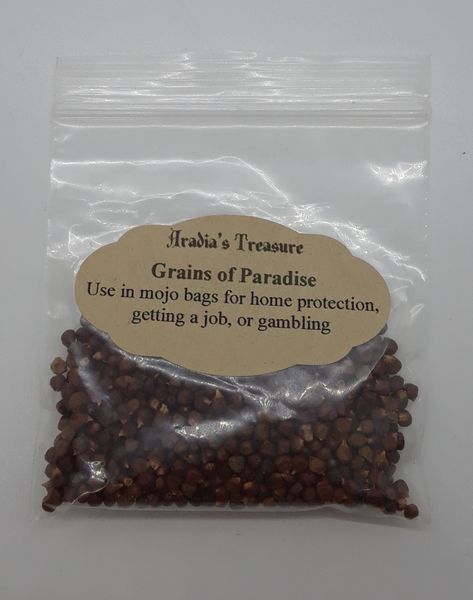 Aradia's Treasure
Grains of Paradise
Use in mojo bags for home protection,
getting a job, or gambling